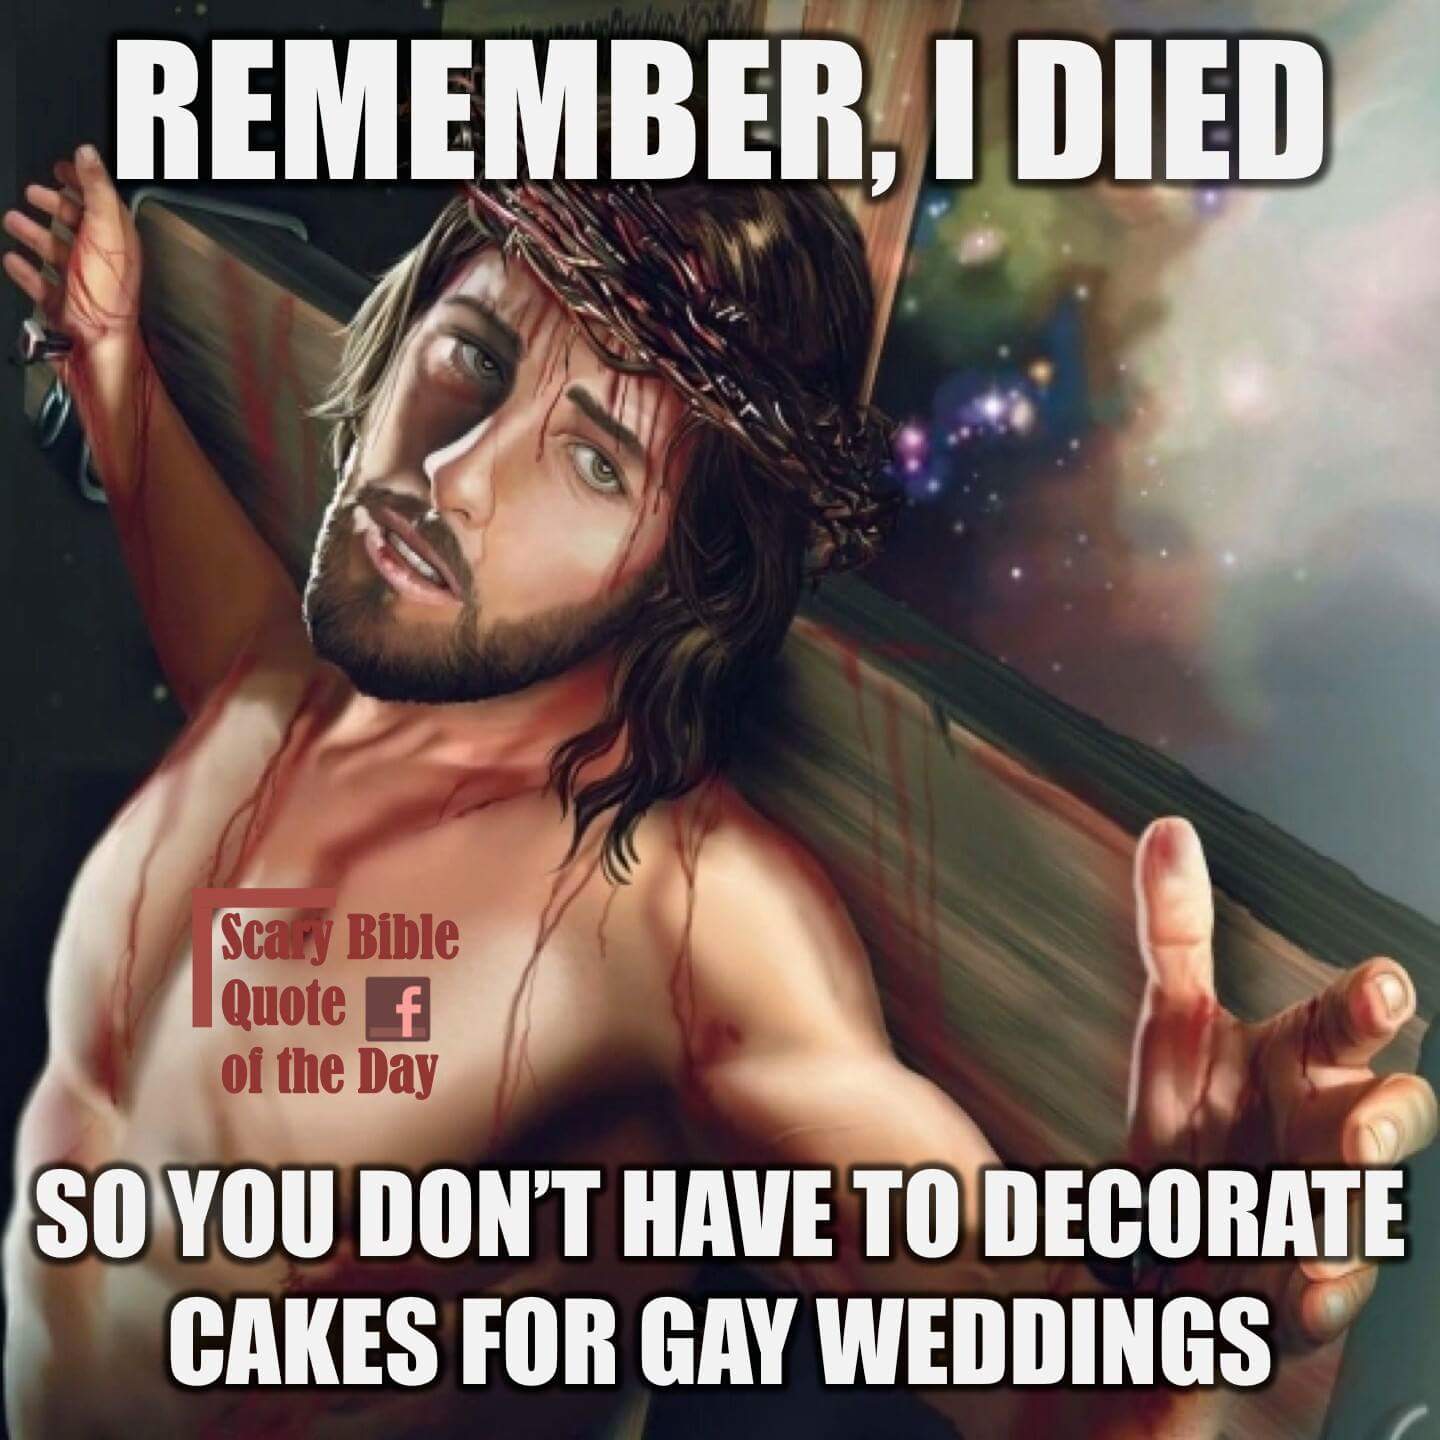 REMEMBER, I DIED
Scary Bible
Quote f
of the Day
SO YOU DON'T HAVE TO DECORATE
CAKES FOR GAY WEDDINGS